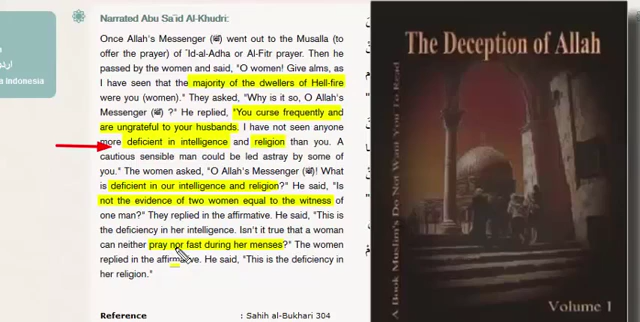 a Indonesia
Narrated Abu Sa`id Al-Khudri:
Once Allah's Messenger (ﷺ) went out to the Musalla (to
offer the prayer) of `Id-al-Adha or Al-Fitr prayer. Then he
passed by the women and said, "O women! Give alms, as
I have seen that the majority of the dwellers of Hell-fire
were you (women)." They asked, "Why is it so, O Allah's
Messenger (ﷺ) ?" He replied, "You curse frequently and
are ungrateful to your husbands. I have not seen anyone
more deficient in intelligence and religion than you. A
cautious sensible man could be led astray by some of
you." The women asked, "O Allah's Messenger (ﷺ)! What
is deficient in our intelligence and religion?" He said, "Is
not the evidence of two women equal to the witness of
one man?" They replied in the affirmative. He said, "This is
the deficiency in her intelligence. Isn't it true that a woman
can neither pray nor fast during her menses?" The women
replied in the affirmative. He said, "This is the deficiency in
her religion."
Reference : Sahih al-Bukhari 304
The Deception of Allah
A Book Muslim's Do Not Want You To Read
Volume 1